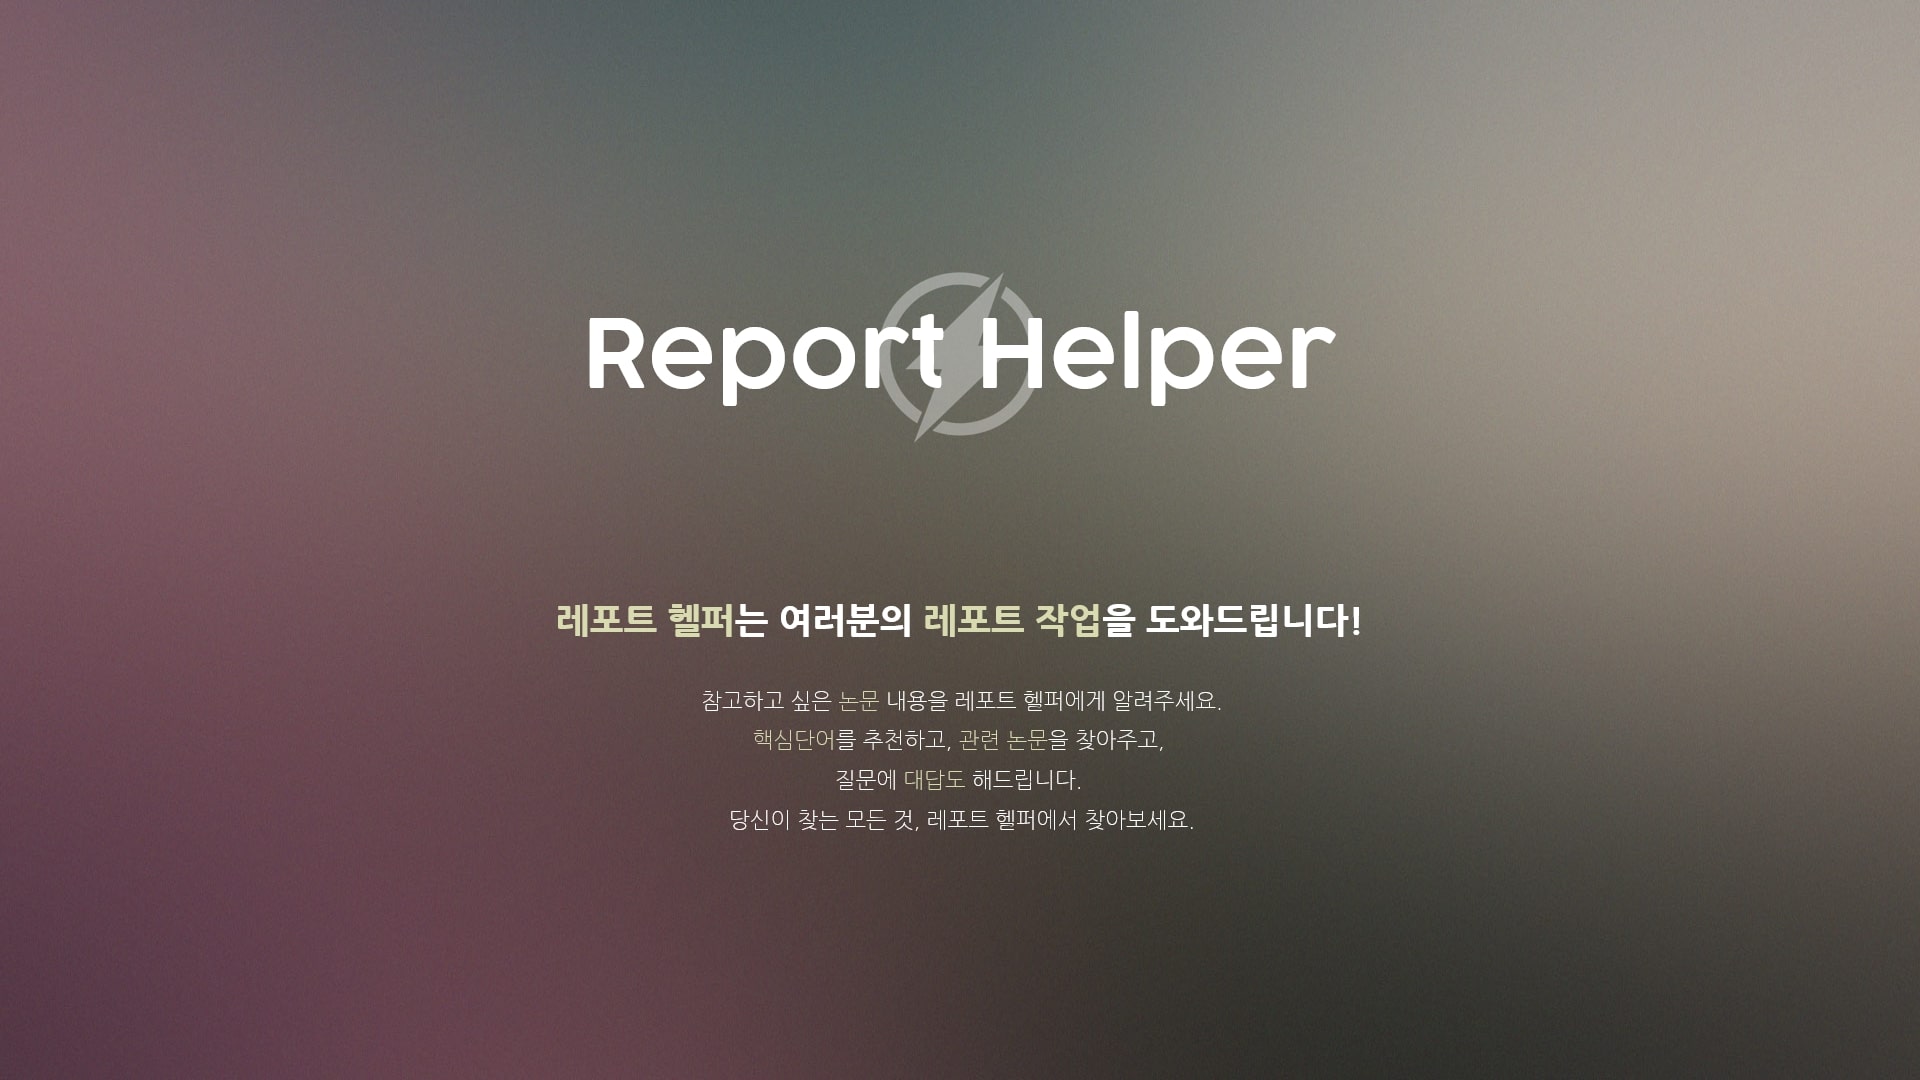 Report Helper
레포트 헬퍼는 여러분의 레포트 작업을 도와드립니다!
참고하고 싶은 논문 내용을 레포트 헬퍼에게 알려주세요.
핵심단어를 추천하고, 관련 논문을 찾아주고,
질문에 대답도 해드립니다.
당신이 찾는 모든 것, 레포트 헬퍼에서 찾아보세요.